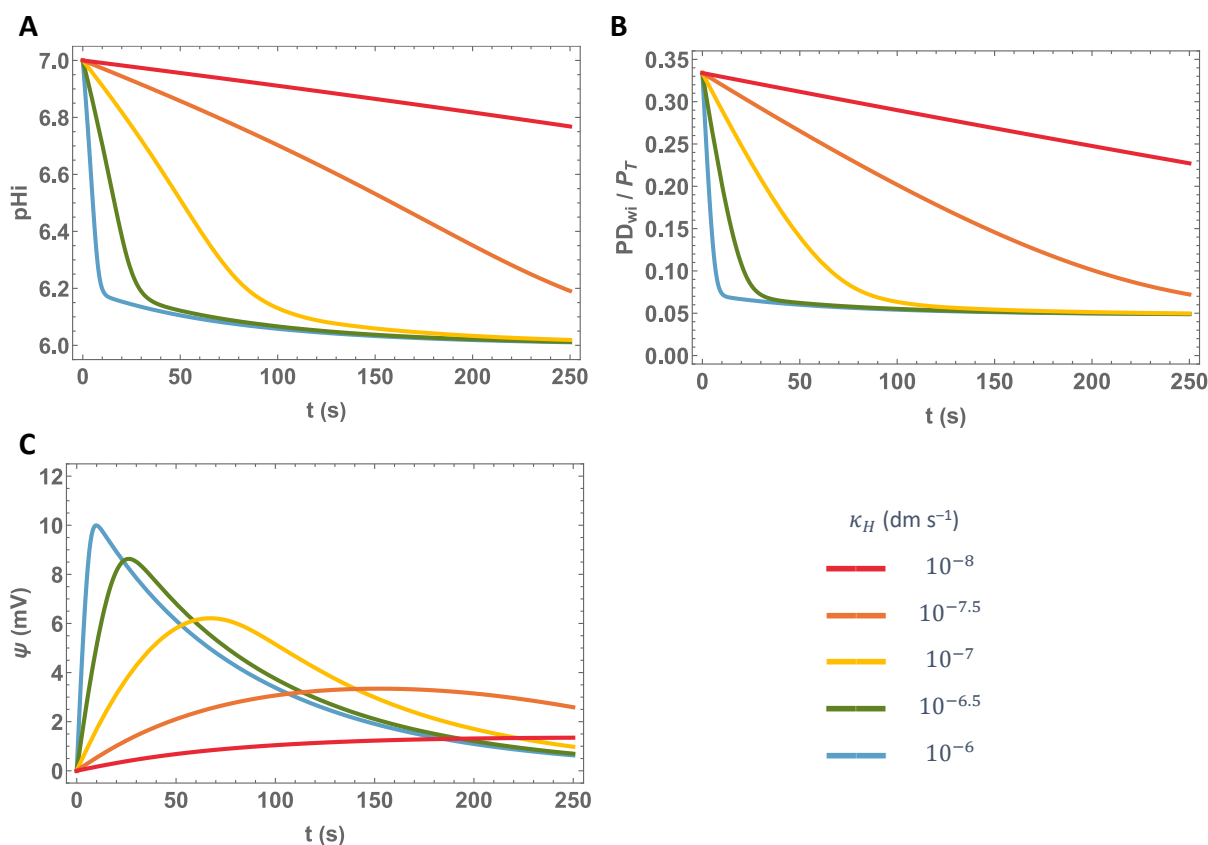 A
7.0
6.8
6.6
6.4
6.2
6.0
pHi
0 50 100 150 200 250
t (s)
B
0.35
0.30
0.25
0.20
0.15
0.10
0.05
0.00
PD_wi / P_T
0 50 100 150 200 250
t (s)
C
12
10
8
6
4
2
0
ψ (mV)
0 50 100 150 200 250
t (s)
κ_H (dm s⁻¹)
10⁻⁸
10⁻⁷·⁵
10⁻⁷
10⁻⁶·⁵
10⁻⁶